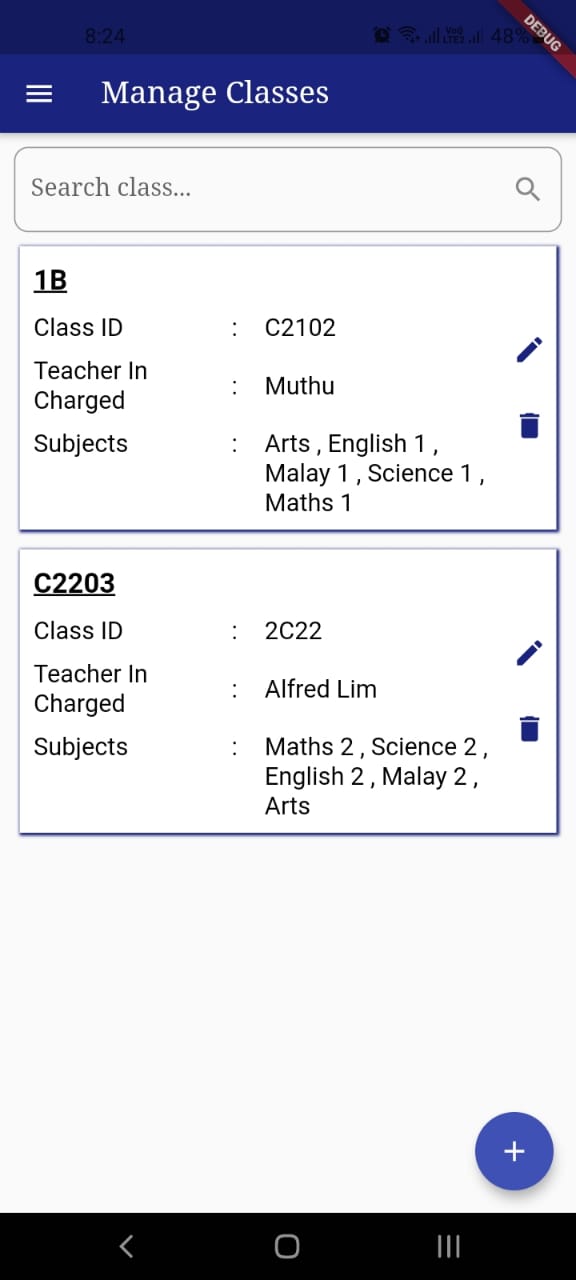 8:24
48%
DEBUG
Manage Classes
Search class...
1B
Class ID : C2102
Teacher In
Charged : Muthu
Subjects : Arts , English 1 ,
Malay 1 , Science 1 ,
Maths 1
C2203
Class ID : 2C22
Teacher In
Charged : Alfred Lim
Subjects : Maths 2 , Science 2 ,
English 2 , Malay 2 ,
Arts